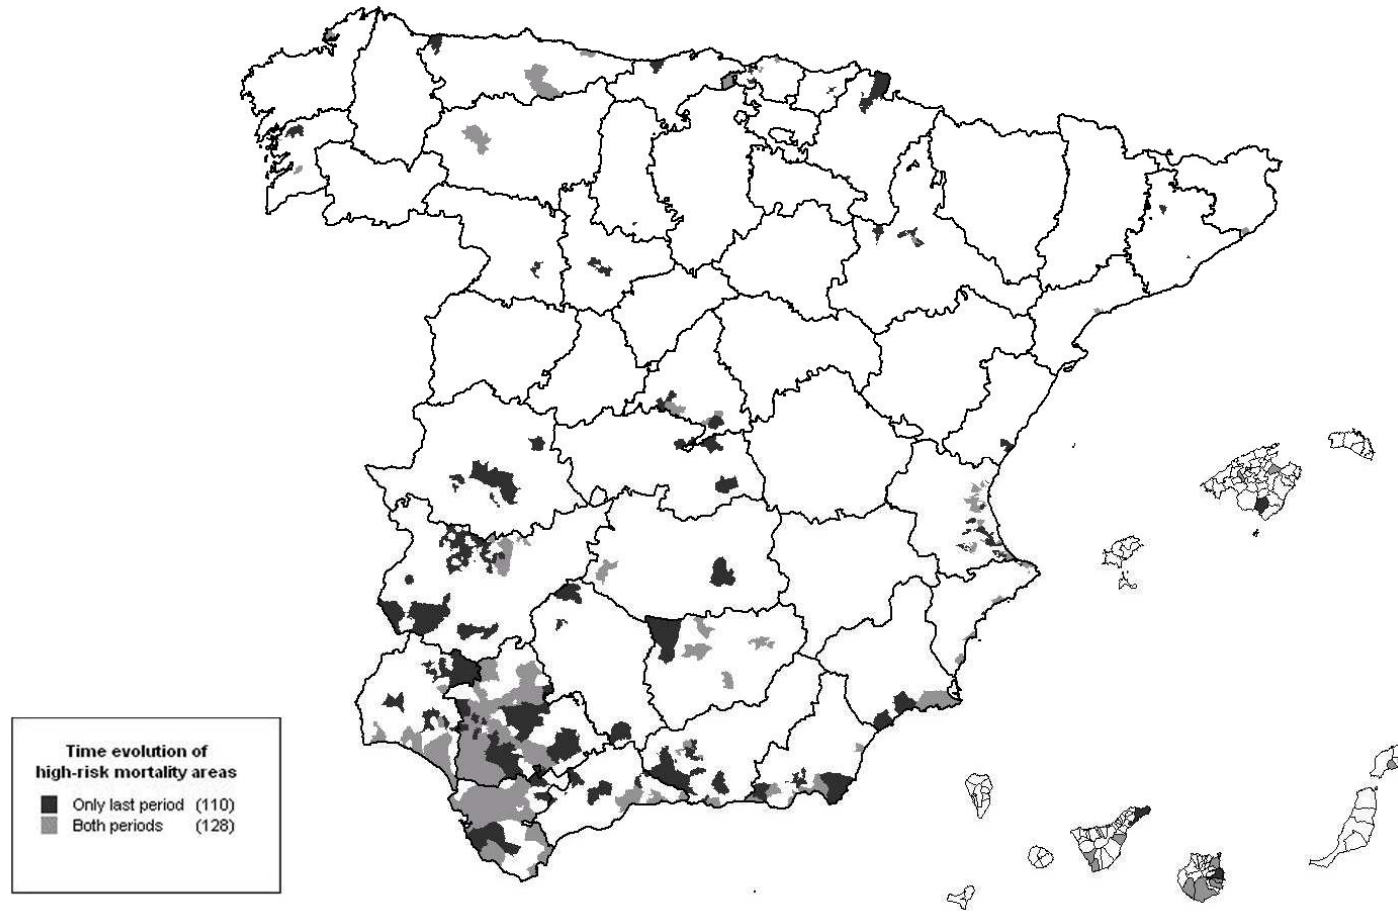 Time evolution of
high-risk mortality areas
Only last period (110)
Both periods (128)